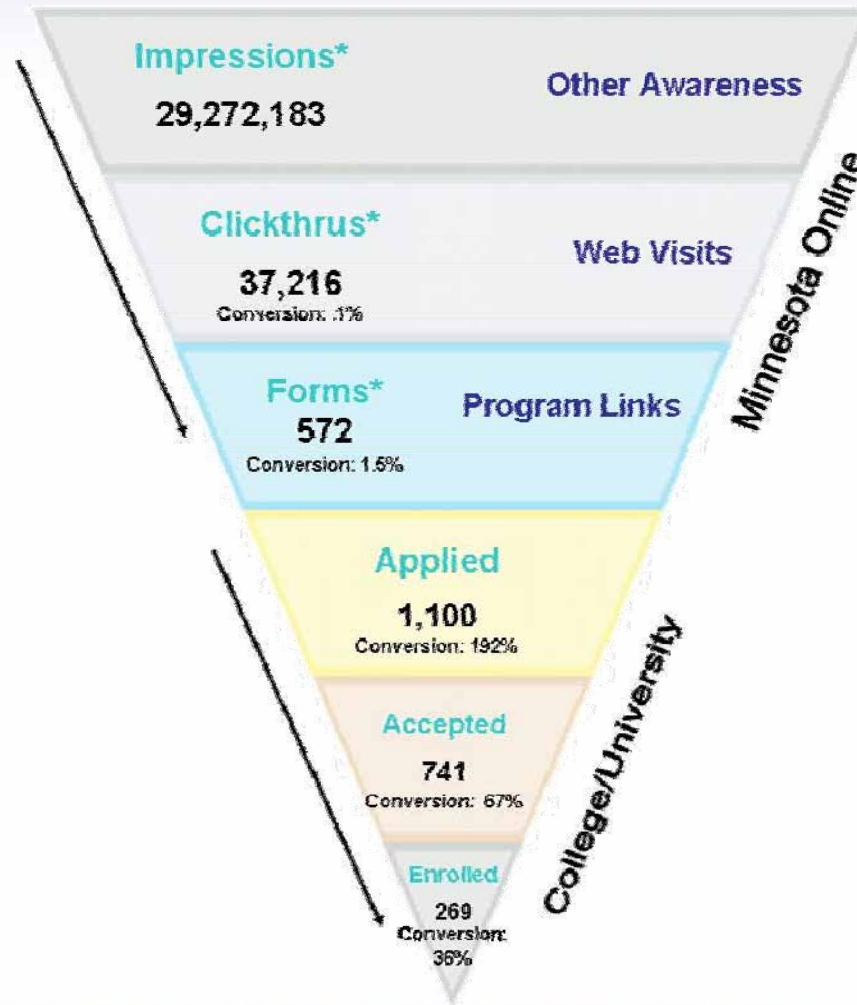 Impressions*
29,272,183
Other Awareness
Clickthrus*
37,216
Conversion: .1%
Web Visits
Forms*
572
Conversion: 1.5%
Program Links
Minnesota Online
Applied
1,100
Conversion: 192%
Accepted
741
Conversion: 67%
Enrolled
269
Conversion:
36%
College/University